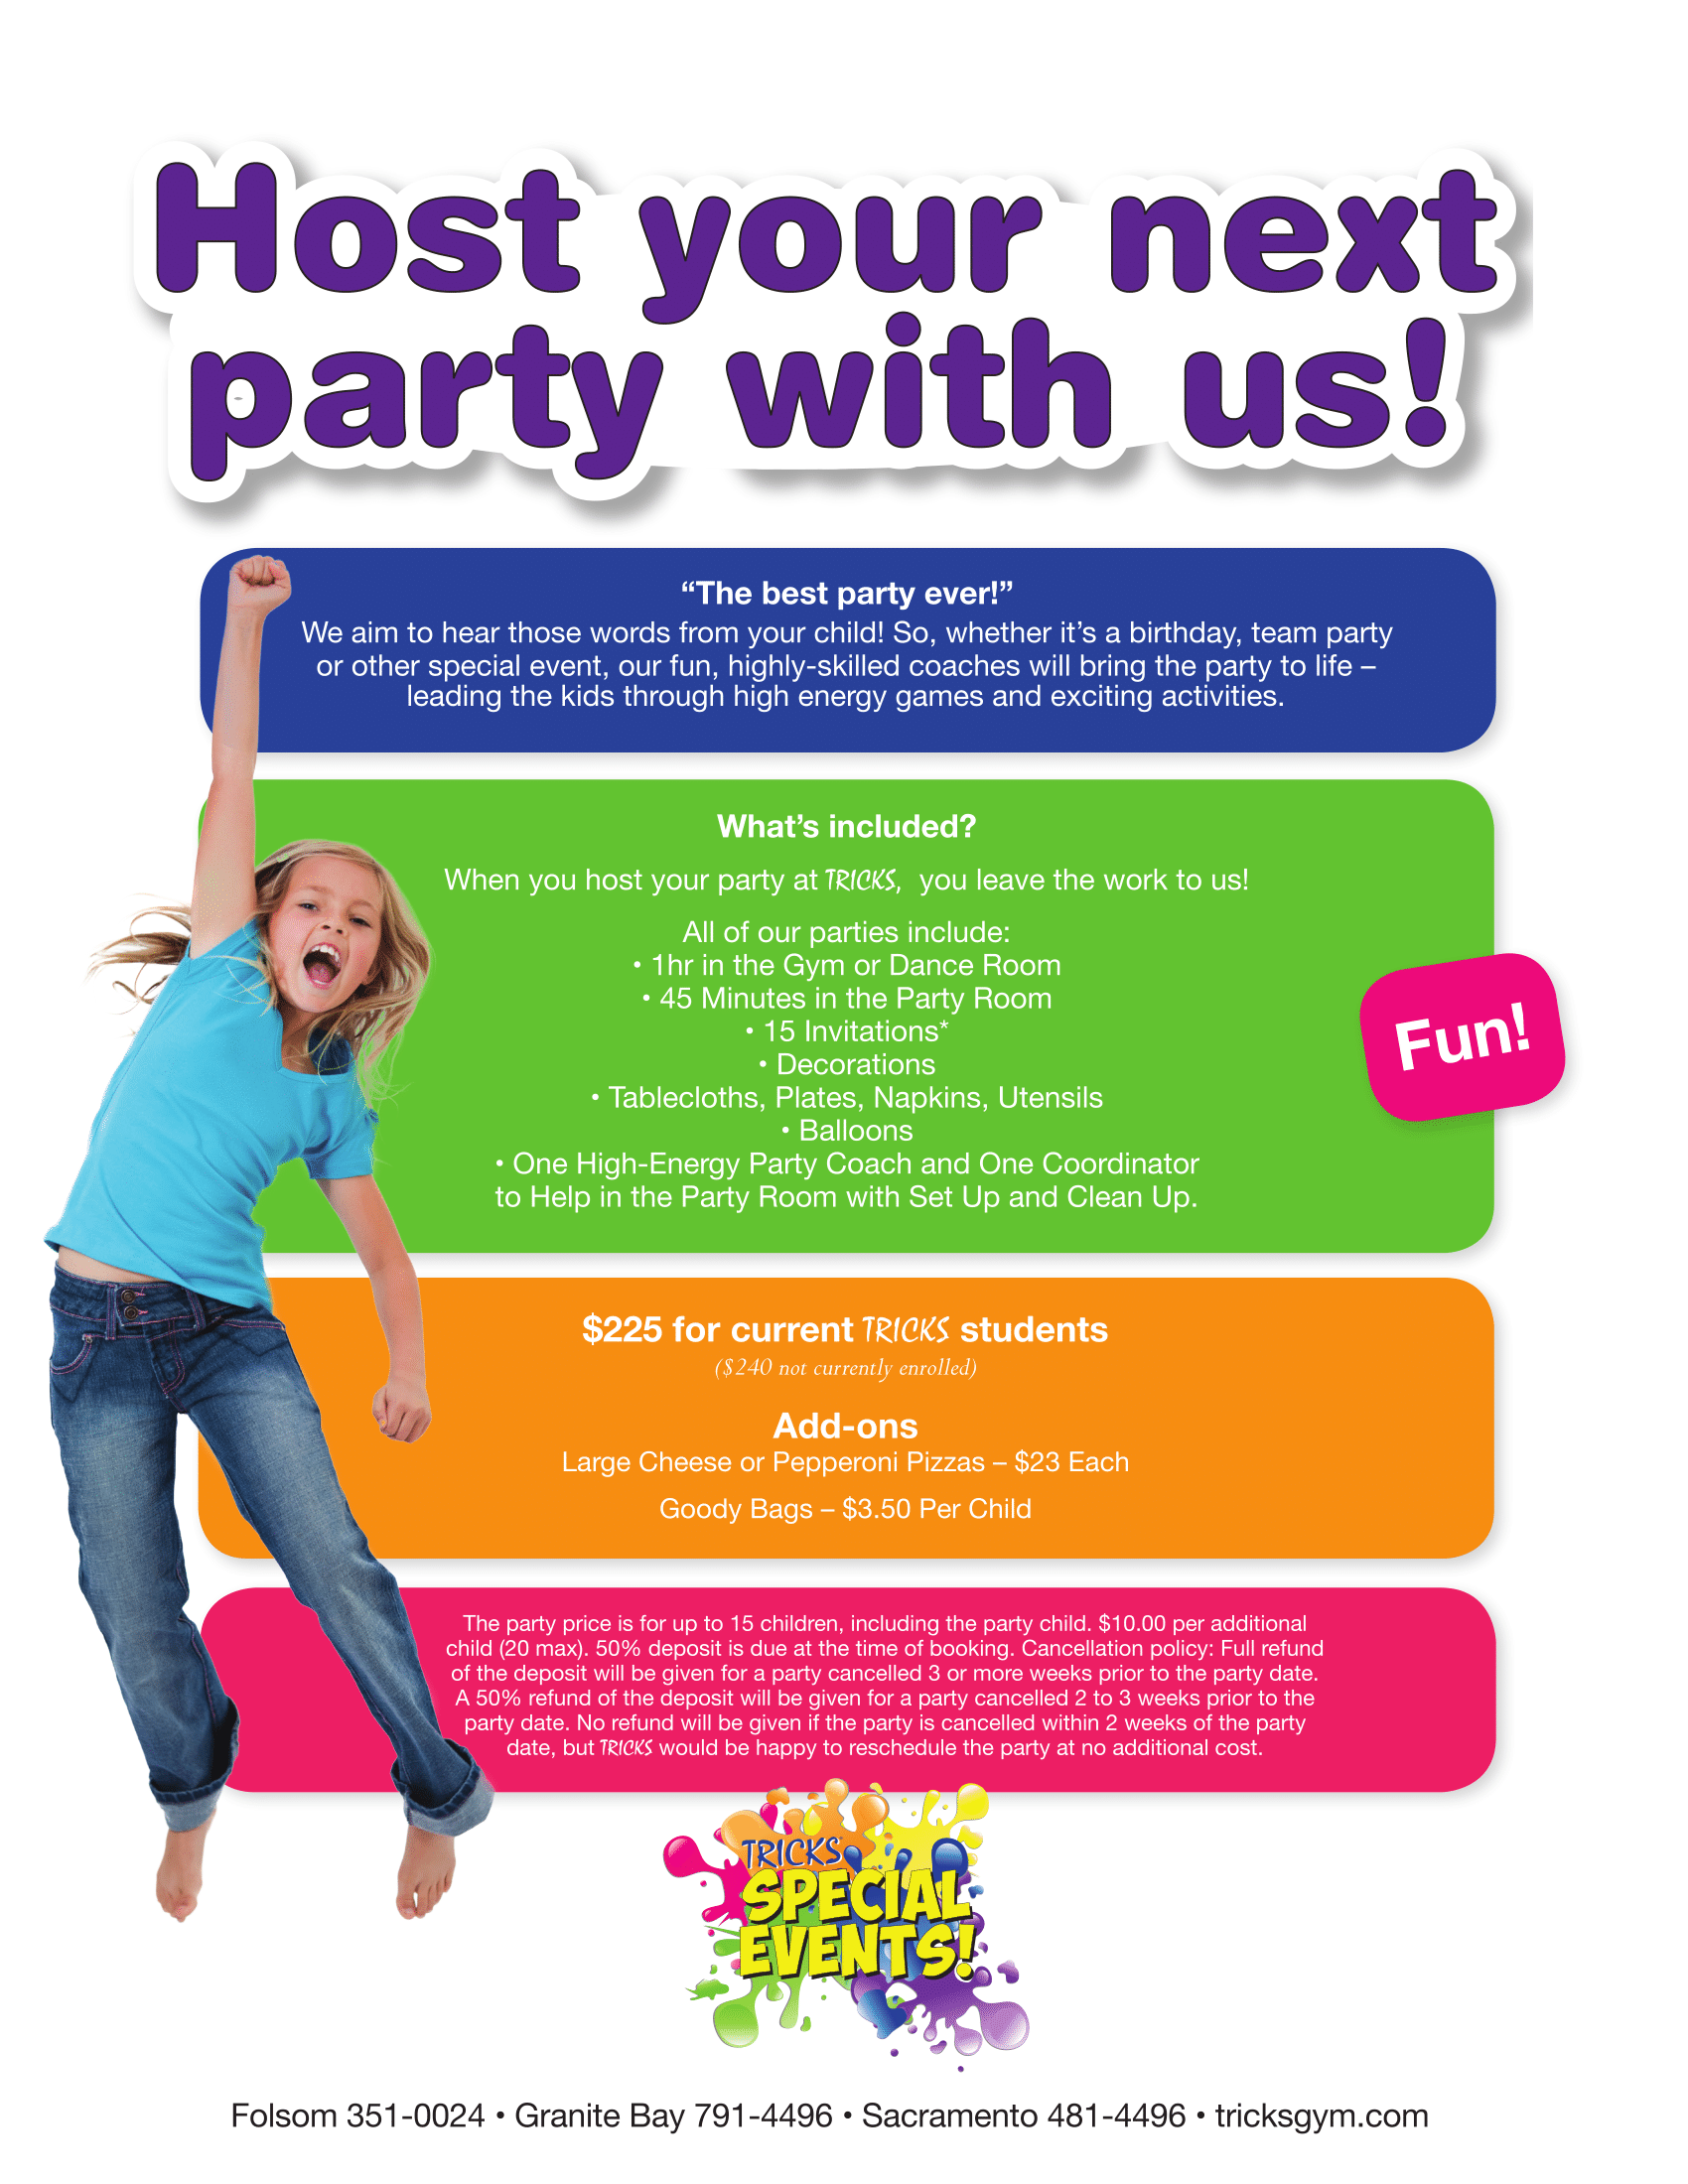 Host your next
party with us!
“The best party ever!”
We aim to hear those words from your child! So, whether it’s a birthday, team party
or other special event, our fun, highly-skilled coaches will bring the party to life –
leading the kids through high energy games and exciting activities.
What’s included?
When you host your party at TRICKS,  you leave the work to us!
All of our parties include:
• 1hr in the Gym or Dance Room
• 45 Minutes in the Party Room
• 15 Invitations*
• Decorations
• Tablecloths, Plates, Napkins, Utensils
• Balloons
• One High-Energy Party Coach and One Coordinator
to Help in the Party Room with Set Up and Clean Up.
Fun!
$225 for current TRICKS students
($240 not currently enrolled)
Add-ons
Large Cheese or Pepperoni Pizzas – $23 Each
Goody Bags – $3.50 Per Child
The party price is for up to 15 children, including the party child. $10.00 per additional
child (20 max). 50% deposit is due at the time of booking. Cancellation policy: Full refund
of the deposit will be given for a party cancelled 3 or more weeks prior to the party date.
A 50% refund of the deposit will be given for a party cancelled 2 to 3 weeks prior to the
party date. No refund will be given if the party is cancelled within 2 weeks of the party
date, but TRICKS would be happy to reschedule the party at no additional cost.
TRICKS
SPECIAL
EVENTS!
Folsom 351-0024 • Granite Bay 791-4496 • Sacramento 481-4496 • tricksgym.com